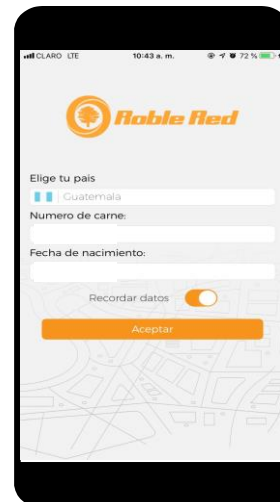 CLARO LTE 10:43 a. m. 72 %
Roble Red
Elige tu pais
Guatemala
Numero de carne:
Fecha de nacimiento:
Recordar datos
Aceptar